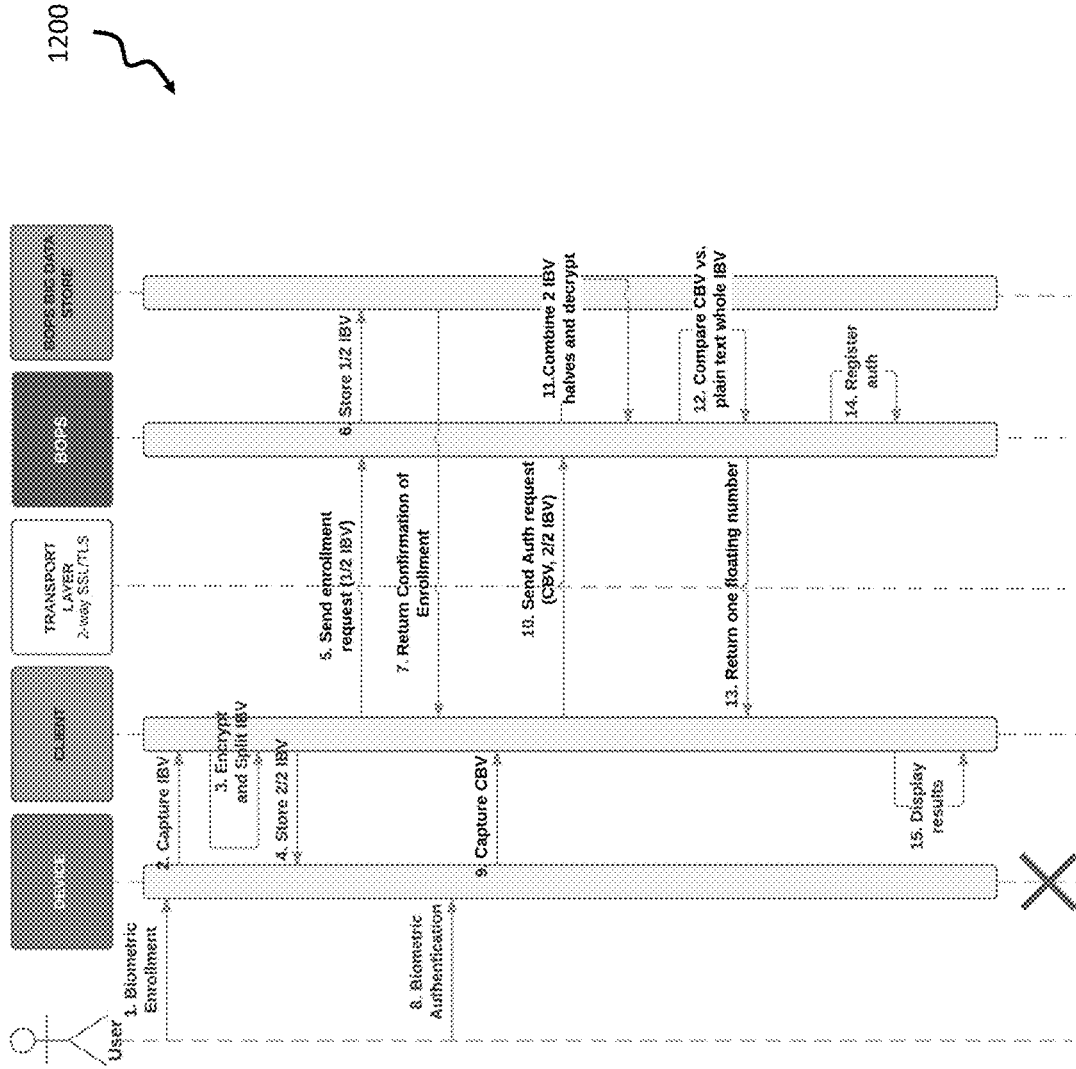 1200
User
DEVICE
CLIENT
TRANSPORT
LAYER
2-way SSL/TLS
BOPS
BOPS BIG DATA
STORE
1. Biometric
Enrollment
2. Capture IBV
3. Encrypt
and Split IBV
4. Store 2/2 IBV
5. Send enrollment
request (1/2 IBV)
6. Store 1/2 IBV
7. Return Confirmation of
Enrollment
8. Biometric
Authentication
9. Capture CBV
10. Send Auth request
(CBV, 2/2 IBV)
11.Combine 2 IBV
halves and decrypt
12. Compare CBV vs.
plain text whole IBV
13. Return one floating number
14. Register
auth
15. Display
results